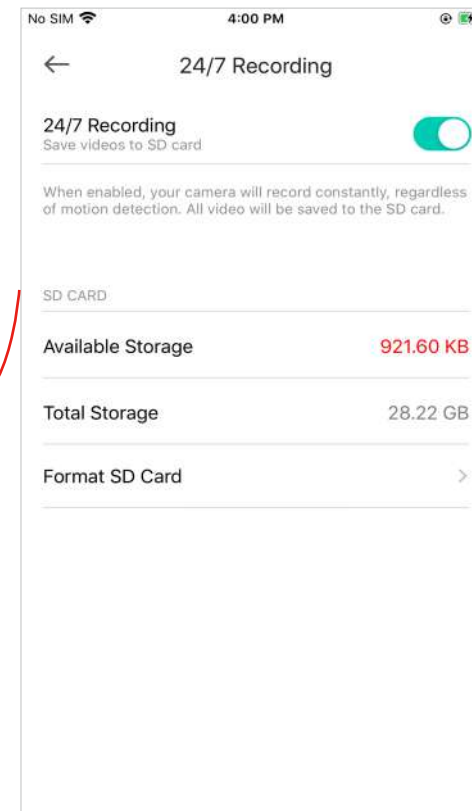 No SIM 4:00 PM
24/7 Recording
24/7 Recording
Save videos to SD card
When enabled, your camera will record constantly, regardless
of motion detection. All video will be saved to the SD card.
SD CARD
Available Storage 921.60 KB
Total Storage 28.22 GB
Format SD Card